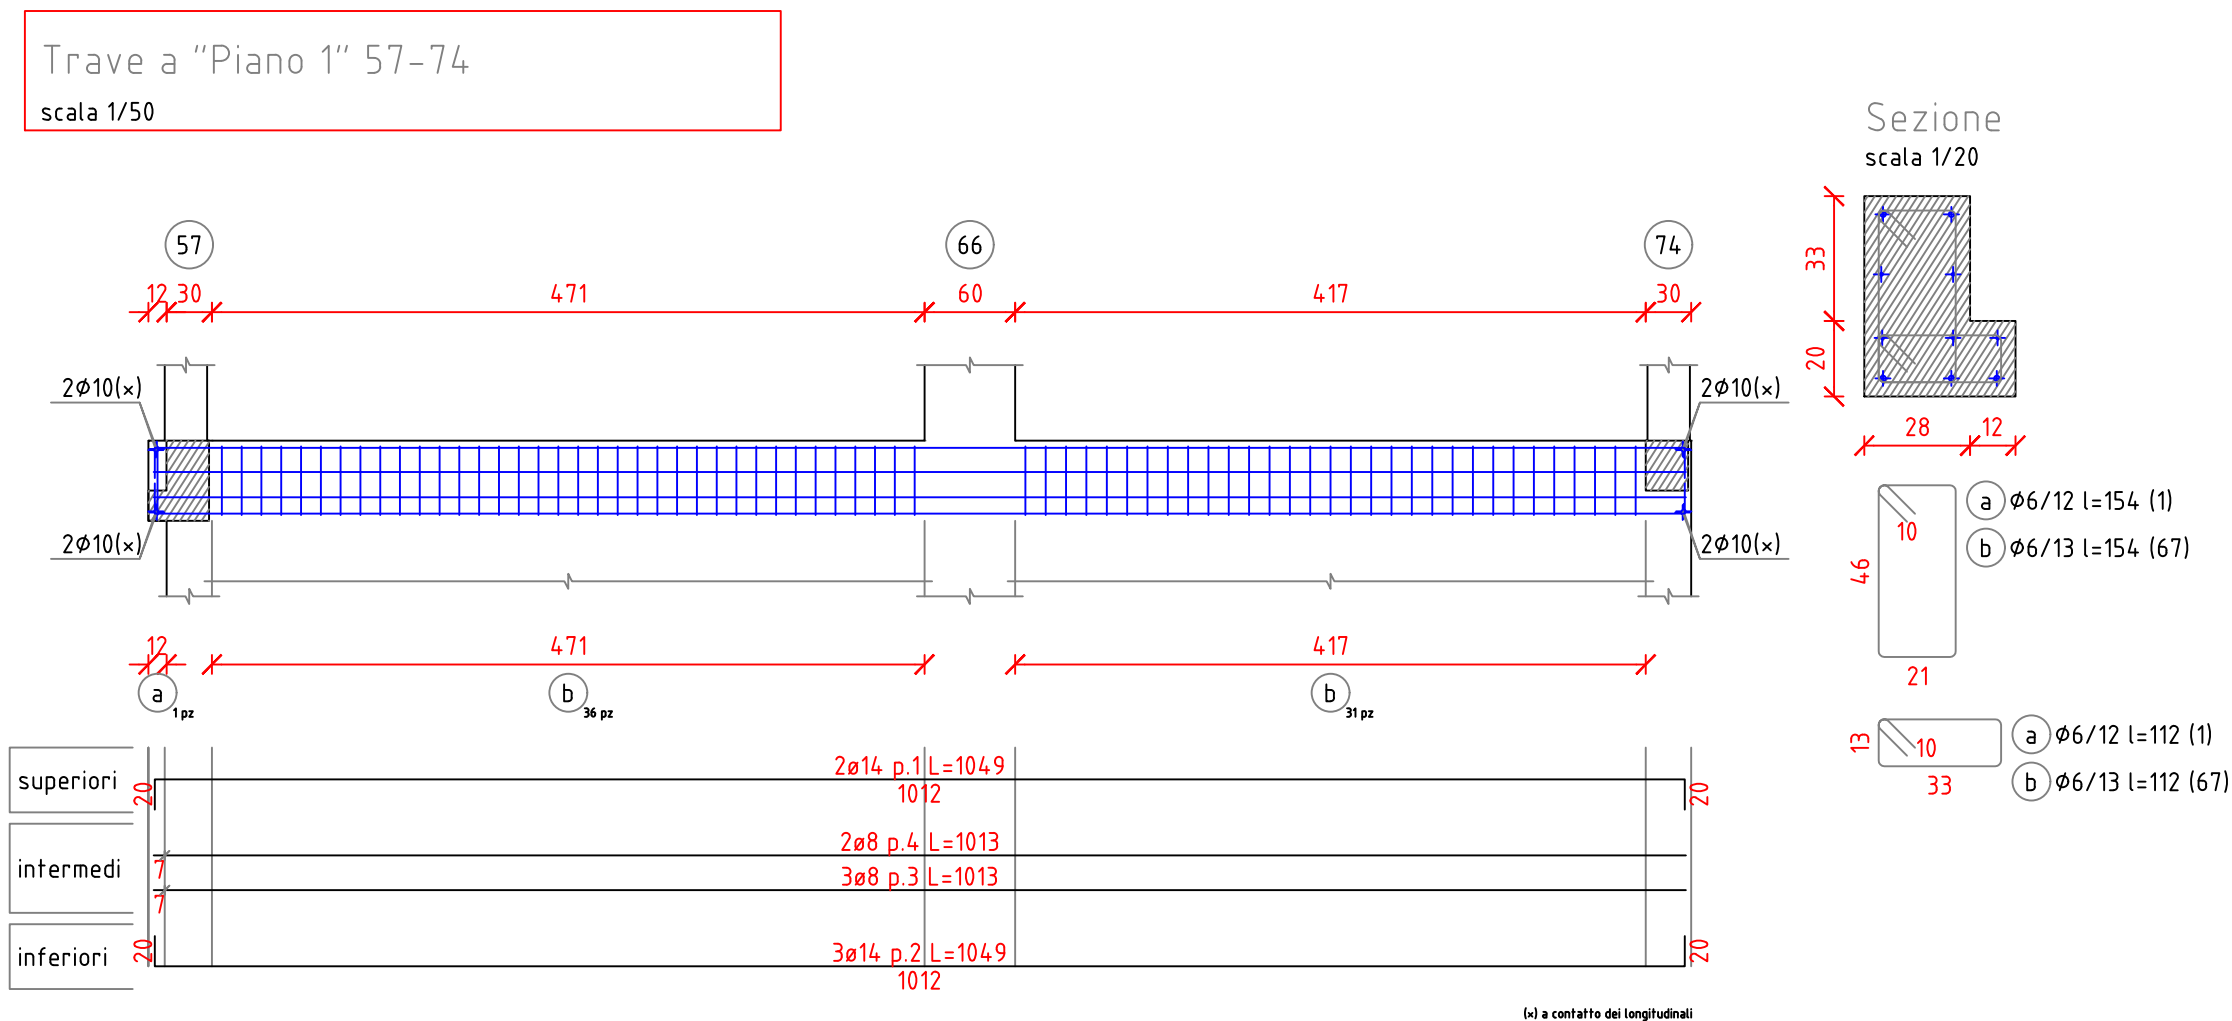 Trave a "Piano 1" 57-74
scala 1/50
Sezione
scala 1/20
57
66
74
12 30 471 60 417 30
2Ø10(x)
2Ø10(x)
2Ø10(x)
2Ø10(x)
33
20
28 12
12 471 417
a 1 pz
b 36 pz
b 31 pz
10
46
21
a Ø6/12 l=154 (1)
b Ø6/13 l=154 (67)
13
10
33
a Ø6/12 l=112 (1)
b Ø6/13 l=112 (67)
superiori
20
2ø14 p.1 L=1049
1012
20
intermedi
2ø8 p.4 L=1013
7
3ø8 p.3 L=1013
7
inferiori
20
3ø14 p.2 L=1049
1012
20
(x) a contatto dei longitudinali